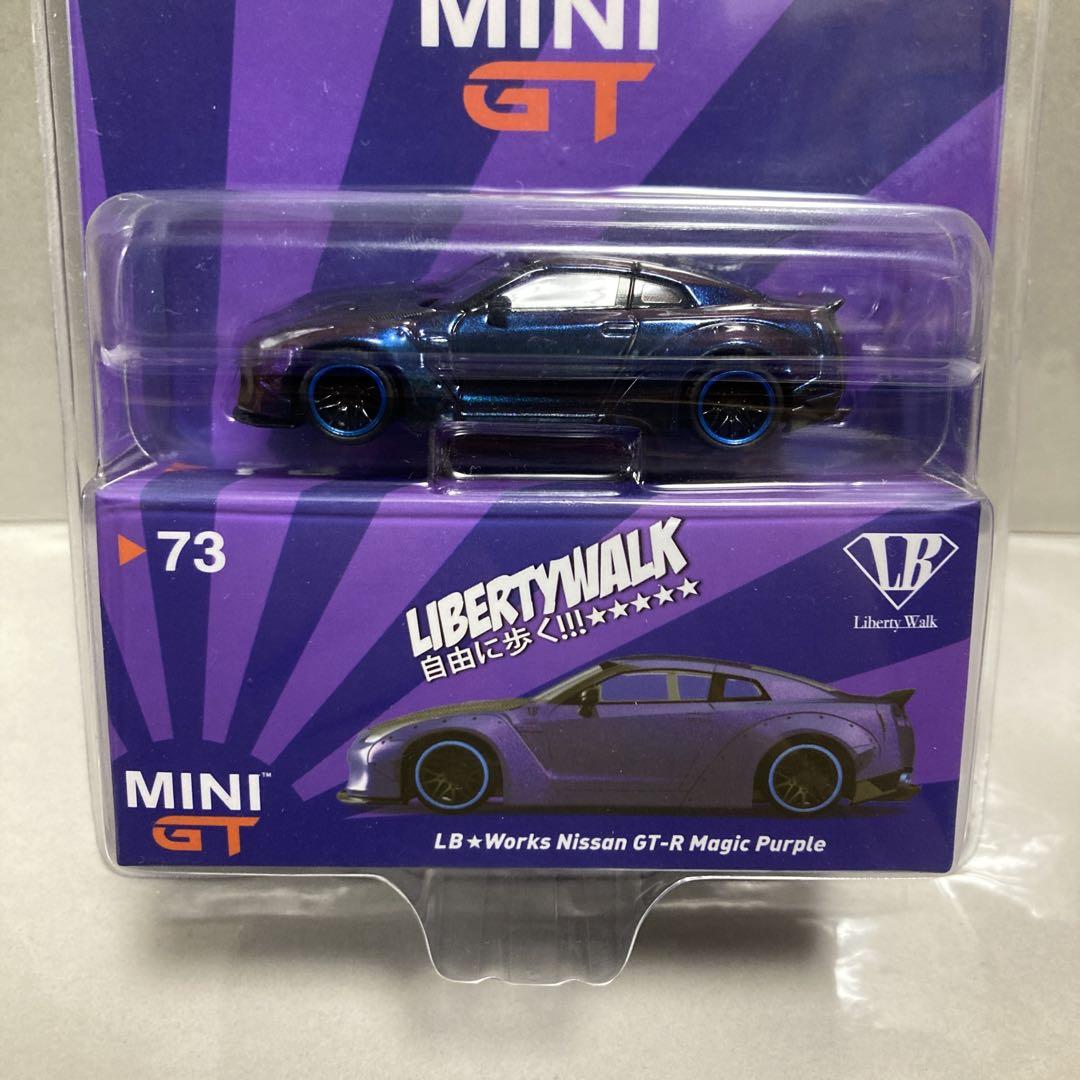 MINI
GT
73
LIBERTYWALK
自由に歩く!!!★★★★★
LB
Liberty Walk
MINI™
GT
LB★Works Nissan GT-R Magic Purple